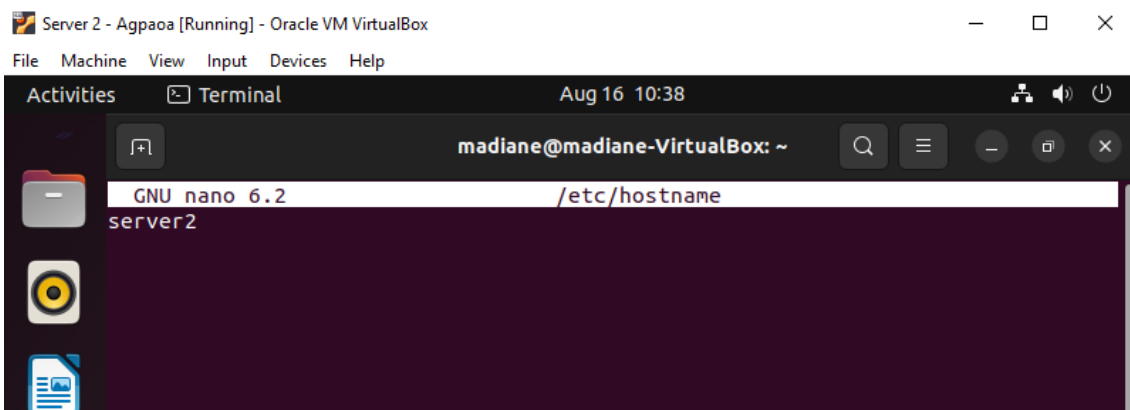 Server 2 - Agpaoa [Running] - Oracle VM VirtualBox
File Machine View Input Devices Help
Activities Terminal Aug 16 10:38
madiane@madiane-VirtualBox: ~
GNU nano 6.2 /etc/hostname
server2